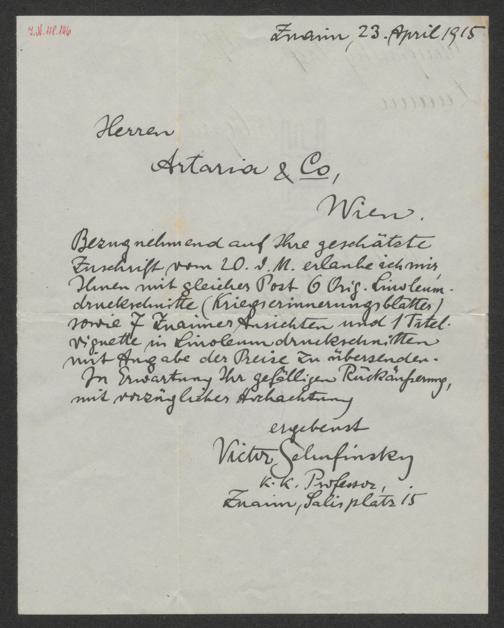 Znaim, 23. April 1915
Herren
Artaria & Co,
Wien.
Bezugnehmend auf Ihre geschätzte
Zuschrift vom 20. d. M. erlaube ich mir,
Ihnen mit gleicher Post 6 Orig. Linoleum-
druckschnitte (Kriegserinnerungsblätter)
sowie 7 Znaimer Ansichten und 1 Titel-
vignette in Linoleumdruckschnitten
mit Angabe der Preise zu übersenden.
In Erwartung Ihr gefälligen Rückäußerung,
mit vorzüglicher Hochachtung
ergebenst
Victor
k. k. Professor,
Znaim, Salisplatz 15